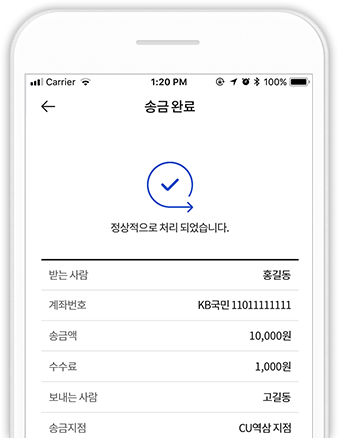 Carrier 1:20 PM 100%
송금 완료
정상적으로 처리 되었습니다.
받는 사람 홍길동
계좌번호 KB국민 11011111111
송금액 10,000원
수수료 1,000원
보내는 사람 고길동
송금지점 CU역삼 지점